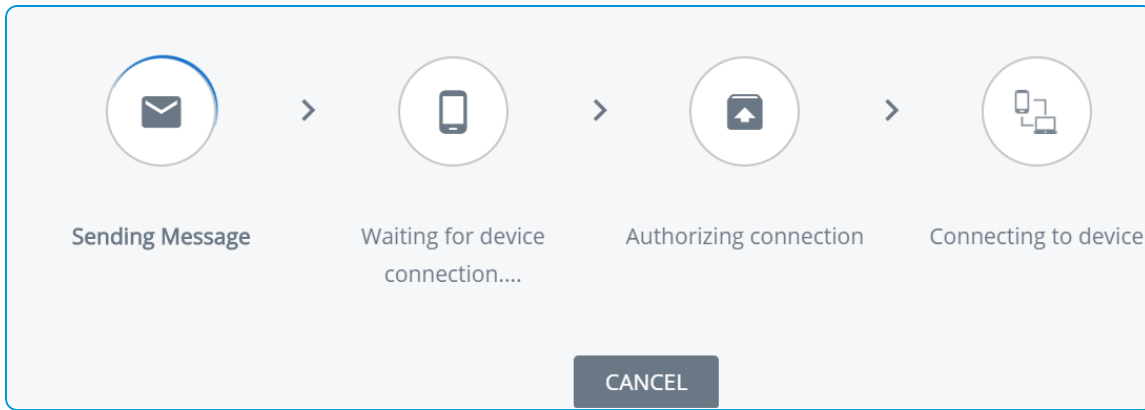 Sending Message
Waiting for device
connection....
Authorizing connection
Connecting to device
CANCEL